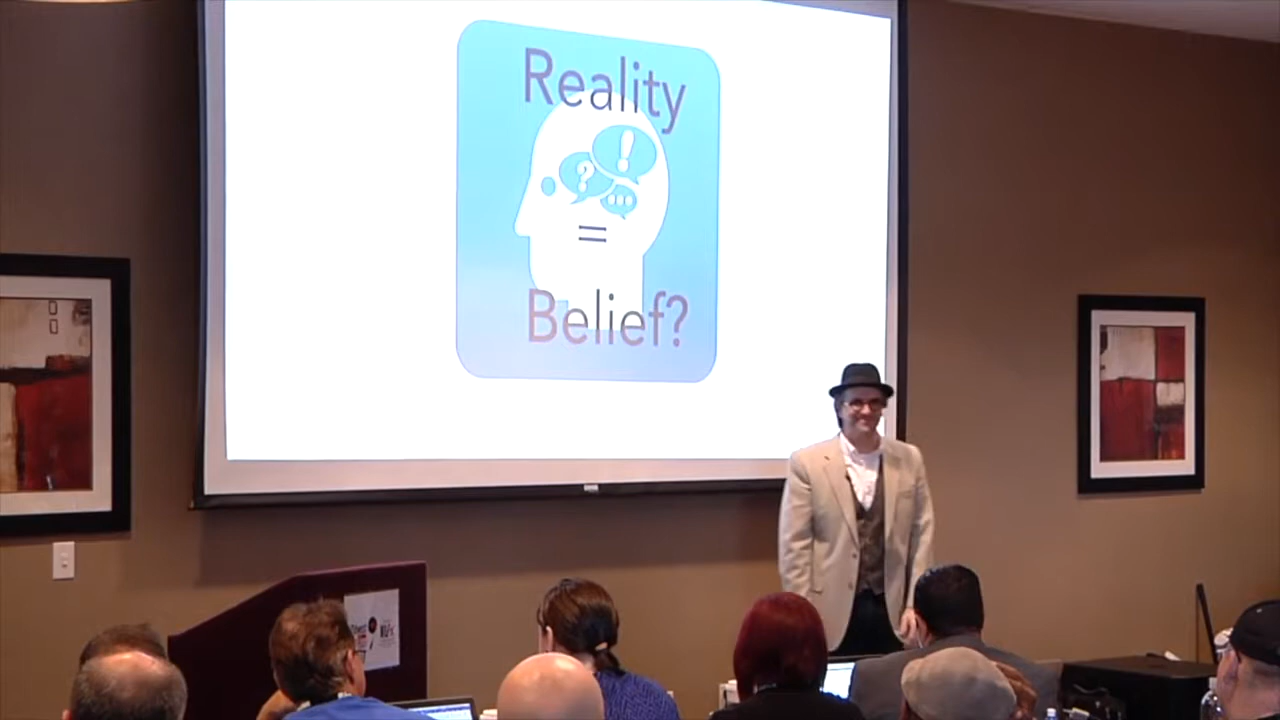 Reality
!
?
...
=
Belief?